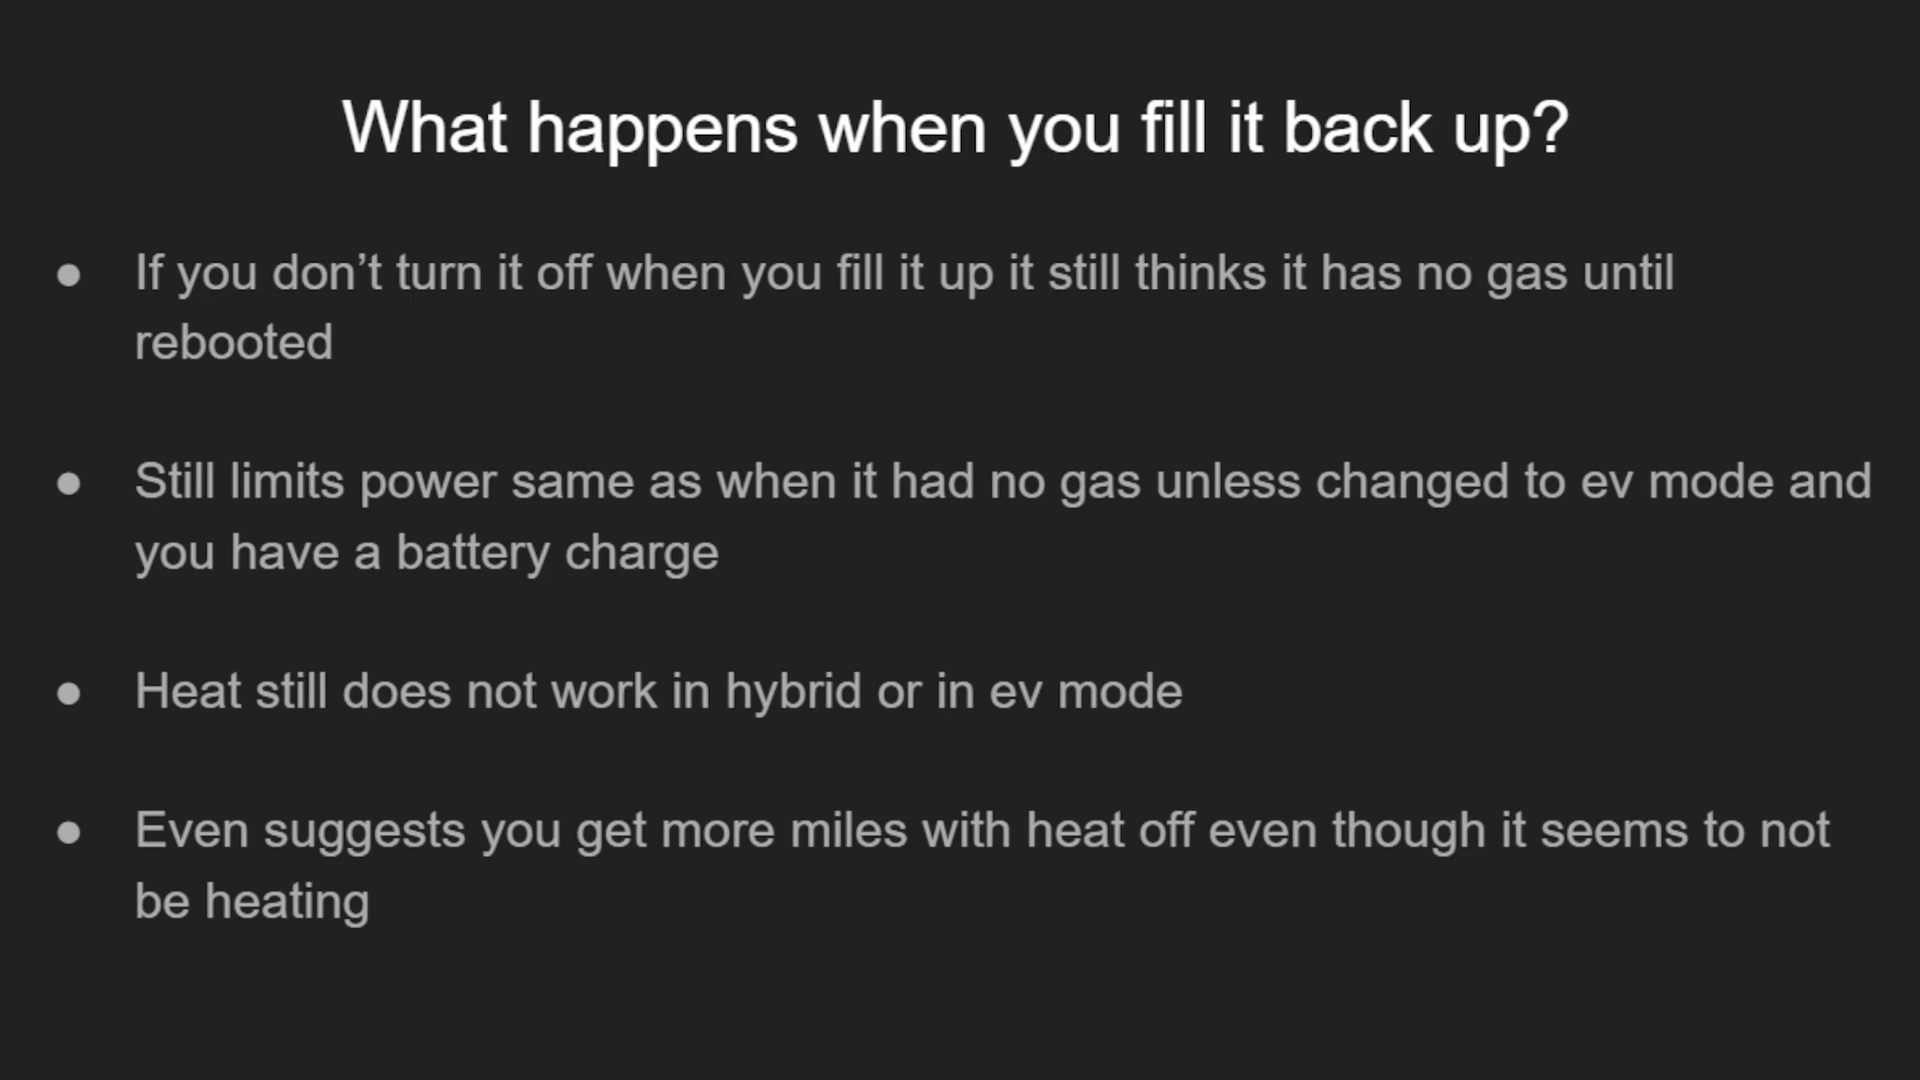 What happens when you fill it back up?
● If you don’t turn it off when you fill it up it still thinks it has no gas until
rebooted
● Still limits power same as when it had no gas unless changed to ev mode and
you have a battery charge
● Heat still does not work in hybrid or in ev mode
● Even suggests you get more miles with heat off even though it seems to not
be heating